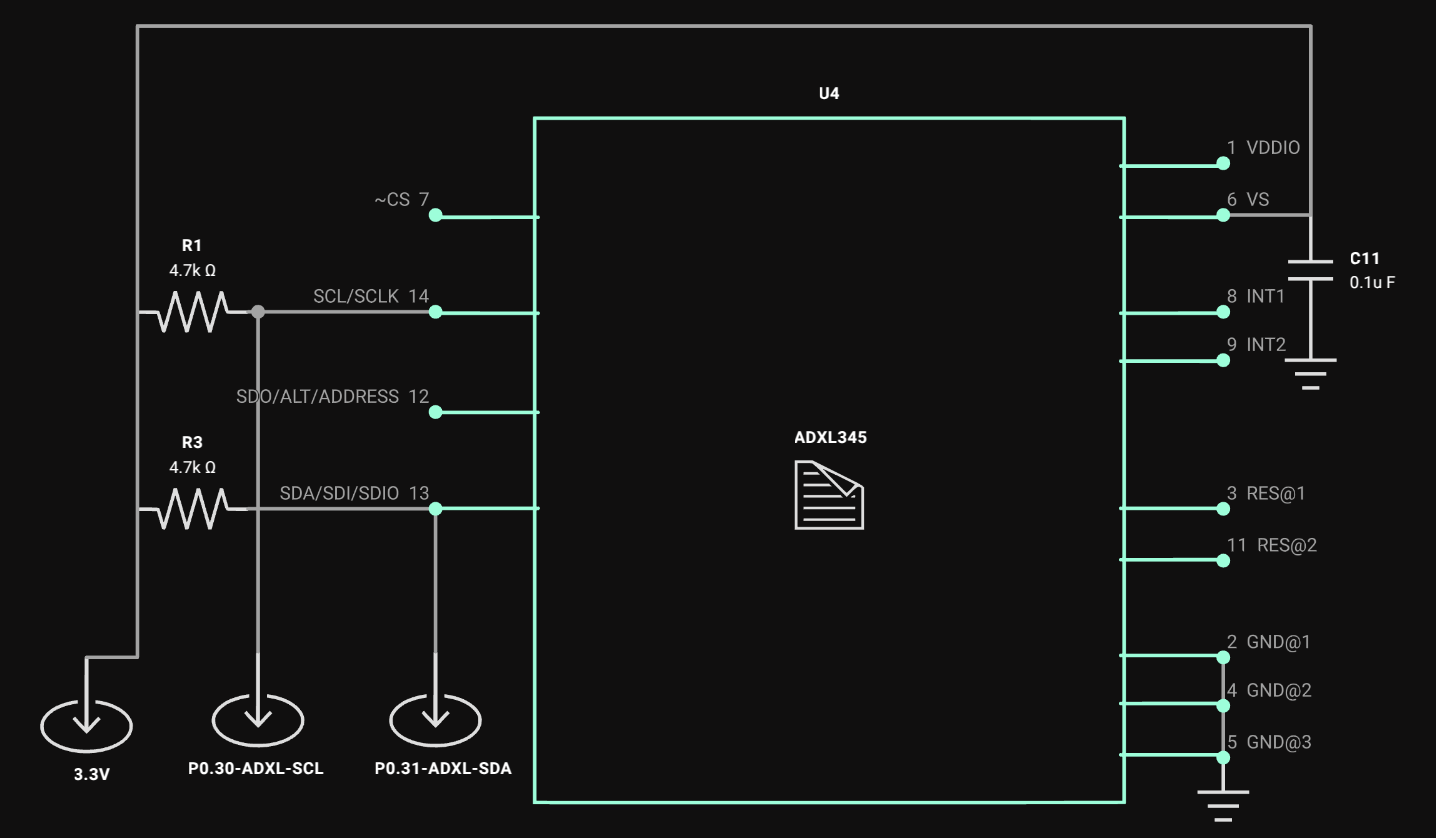 U4
1 VDDIO
~CS 7
6 VS
R1
4.7k Ω
C11
0.1u F
SCL/SCLK 14
8 INT1
9 INT2
SDO/ALT/ADDRESS 12
R3
4.7k Ω
ADXL345
SDA/SDI/SDIO 13
3 RES@1
11 RES@2
2 GND@1
4 GND@2
5 GND@3
3.3V
P0.30-ADXL-SCL
P0.31-ADXL-SDA